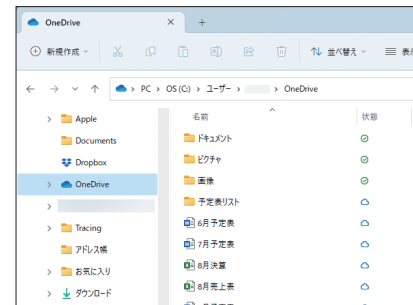 OneDrive
新規作成
並べ替え
表
PC > OS (C:) > ユーザー > > OneDrive
名前
状態
Apple
Documents
Dropbox
OneDrive
Tracing
アドレス帳
お気に入り
ダウンロード
ドキュメント
ピクチャ
画像
予定表リスト
6月予定表
7月予定表
8月決算
8月売上表